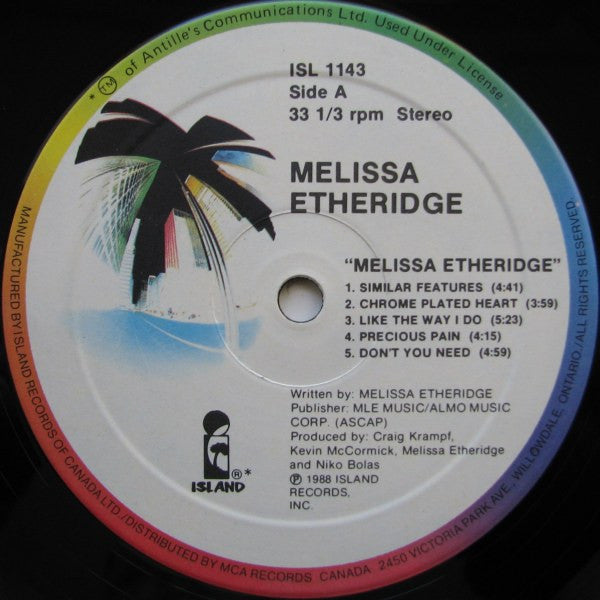 * TM of Antille's Communications Ltd. Used Under License
ISL 1143
Side A
33 1/3 rpm Stereo
MELISSA
ETHERIDGE
"MELISSA ETHERIDGE"
1. SIMILAR FEATURES (4:41)
2. CHROME PLATED HEART (3:59)
3. LIKE THE WAY I DO (5:23)
4. PRECIOUS PAIN (4:15)
5. DON'T YOU NEED (4:59)
Written by: MELISSA ETHERIDGE
Publisher: MLE MUSIC/ALMO MUSIC
CORP. (ASCAP)
Produced by: Craig Krampf,
Kevin McCormick, Melissa Etheridge
and Niko Bolas
℗ 1988 ISLAND
RECORDS,
INC.
®*
ISLAND
MANUFACTURED BY ISLAND RECORDS OF CANADA LTD./DISTRIBUTED BY MCA RECORDS CANADA 2450 VICTORIA PARK AVE., WILLOWDALE, ONTARIO./ALL RIGHTS RESERVED.